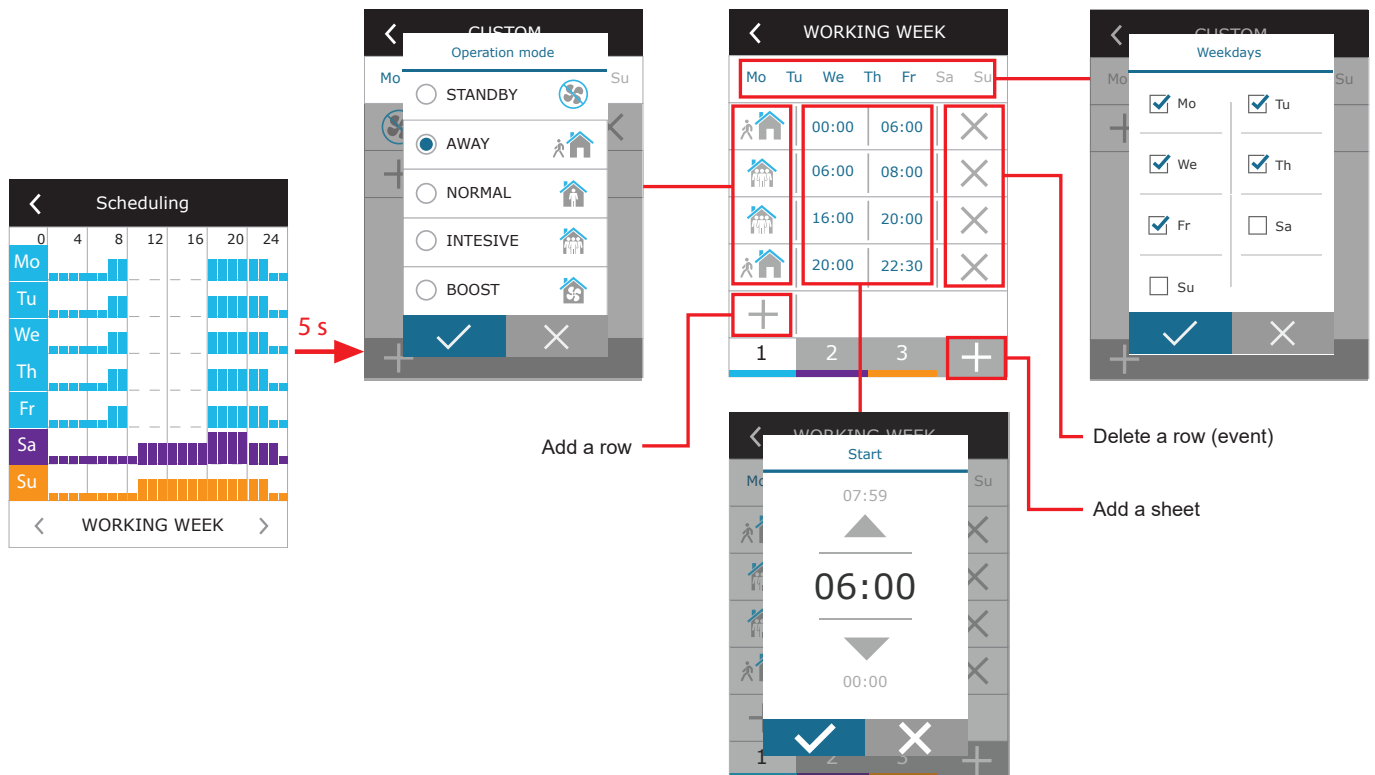 Scheduling
0 4 8 12 16 20 24
Mo
Tu
We
Th
Fr
Sa
Su
WORKING WEEK
5 s
CUSTOM
Operation mode
Mo Su
STANDBY
AWAY
NORMAL
INTESIVE
BOOST
WORKING WEEK
Mo Tu We Th Fr Sa Su
00:00 06:00
06:00 08:00
16:00 20:00
20:00 22:30
1 2 3
Add a row
CUSTOM
Weekdays
Mo Su
Mo Tu
We Th
Fr Sa
Su
Delete a row (event)
Add a sheet
WORKING WEEK
Start
Mo Su
07:59
06:00
00:00
1 2 3